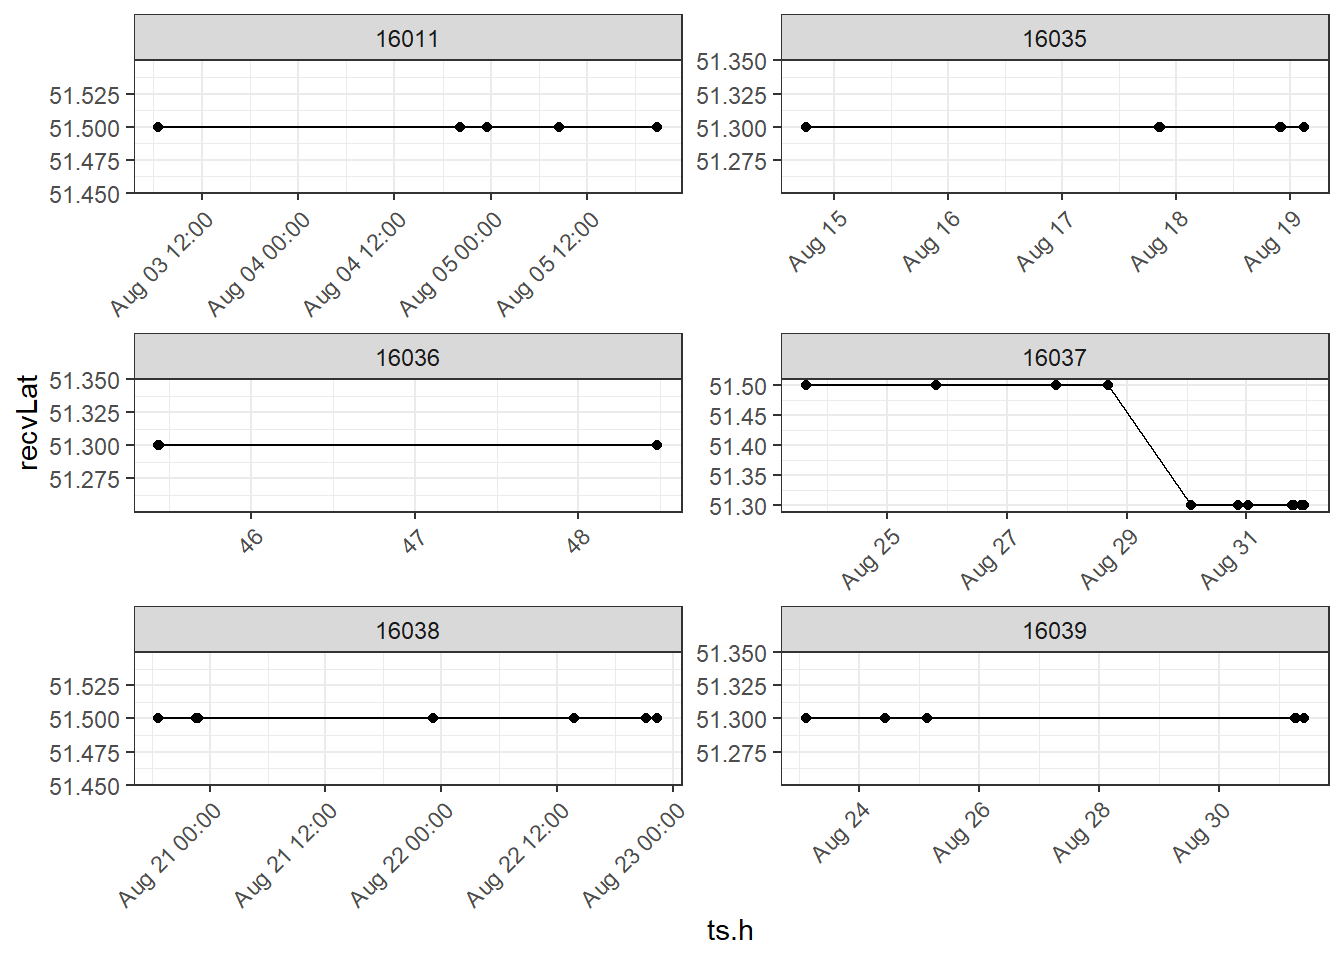 16011
51.525
51.500
51.475
51.450
Aug 03 12:00
Aug 04 00:00
Aug 04 12:00
Aug 05 00:00
Aug 05 12:00
16035
51.350
51.325
51.300
51.275
Aug 15
Aug 16
Aug 17
Aug 18
Aug 19
recvLat
16036
51.350
51.325
51.300
51.275
46
47
48
16037
51.50
51.45
51.40
51.35
51.30
Aug 25
Aug 27
Aug 29
Aug 31
16038
51.525
51.500
51.475
51.450
Aug 21 00:00
Aug 21 12:00
Aug 22 00:00
Aug 22 12:00
Aug 23 00:00
16039
51.350
51.325
51.300
51.275
Aug 24
Aug 26
Aug 28
Aug 30
ts.h